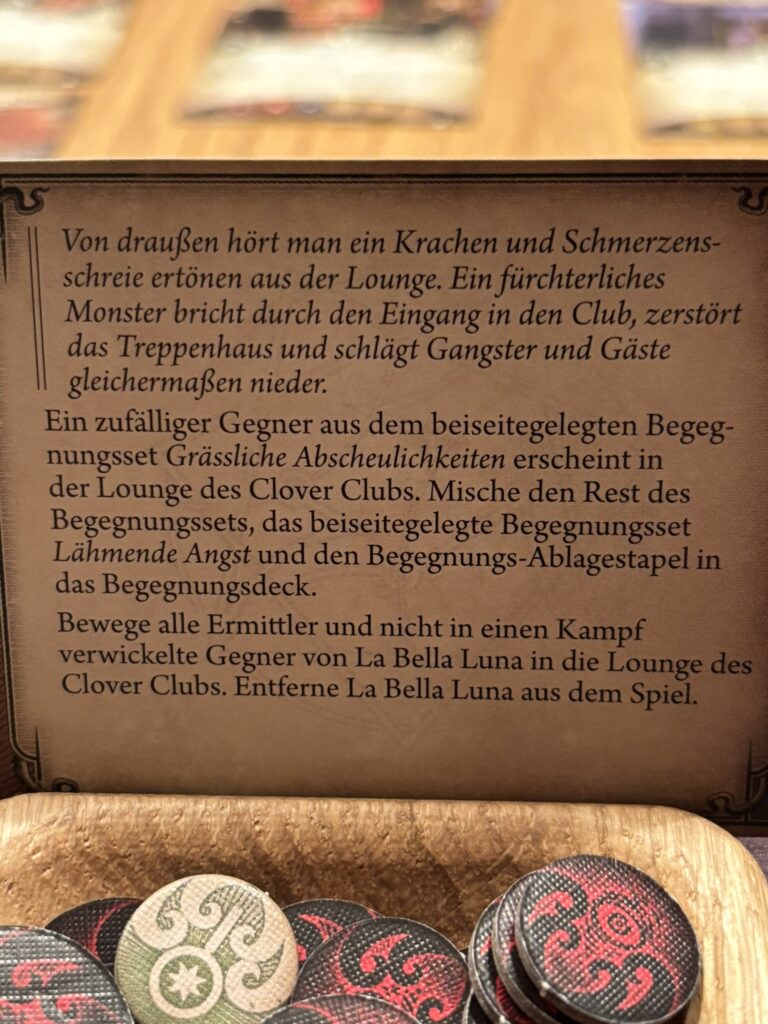 Von draußen hört man ein Krachen und Schmerzens-
schreie ertönen aus der Lounge. Ein fürchterliches
Monster bricht durch den Eingang in den Club, zerstört
das Treppenhaus und schlägt Gangster und Gäste
gleichermaßen nieder.
Ein zufälliger Gegner aus dem beiseitegelegten Begeg-
nungsset Grässliche Abscheulichkeiten erscheint in
der Lounge des Clover Clubs. Mische den Rest des
Begegnungssets, das beiseitegelegte Begegnungsset
Lähmende Angst und den Begegnungs-Ablagestapel in
das Begegnungsdeck.
Bewege alle Ermittler und nicht in einen Kampf
verwickelte Gegner von La Bella Luna in die Lounge des
Clover Clubs. Entferne La Bella Luna aus dem Spiel.